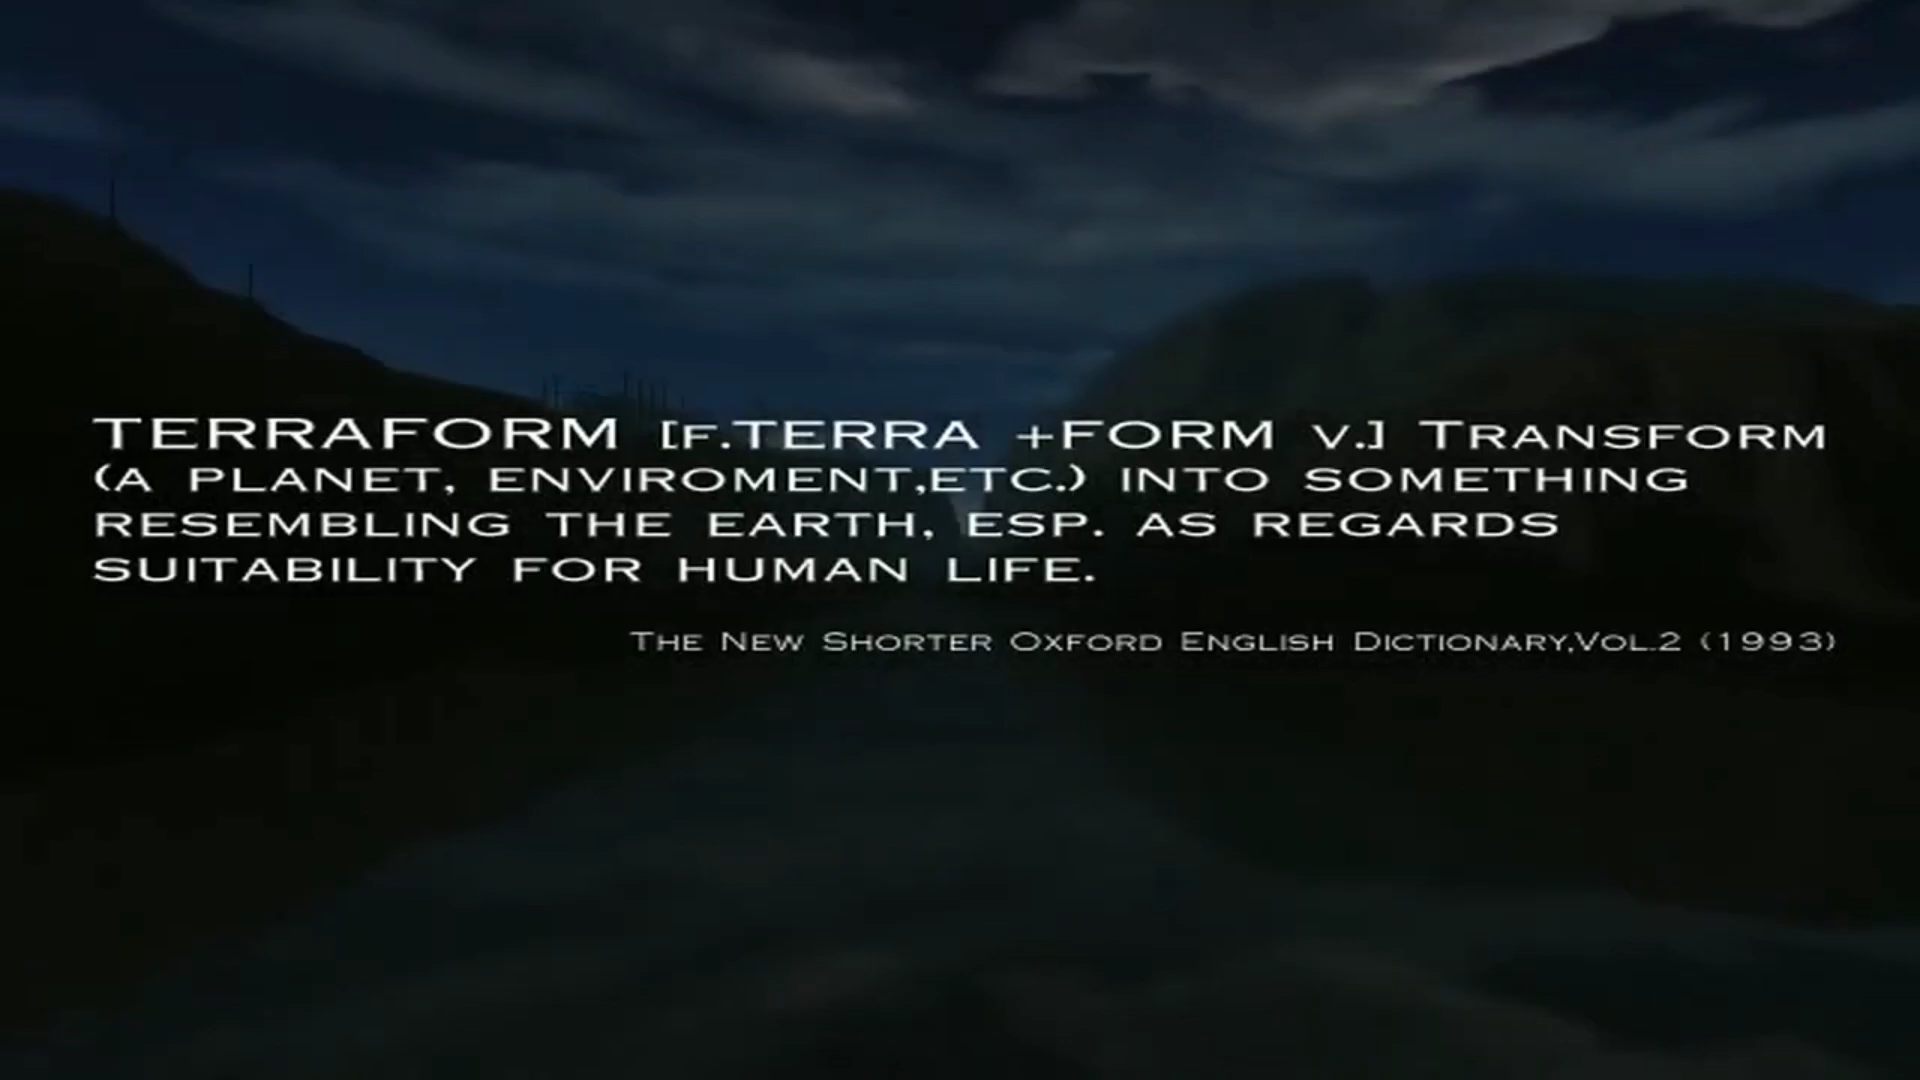 TERRAFORM [F.TERRA +FORM V.] TRANSFORM
(A PLANET, ENVIROMENT,ETC.) INTO SOMETHING
RESEMBLING THE EARTH, ESP. AS REGARDS
SUITABILITY FOR HUMAN LIFE.
THE NEW SHORTER OXFORD ENGLISH DICTIONARY,VOL.2 (1993)